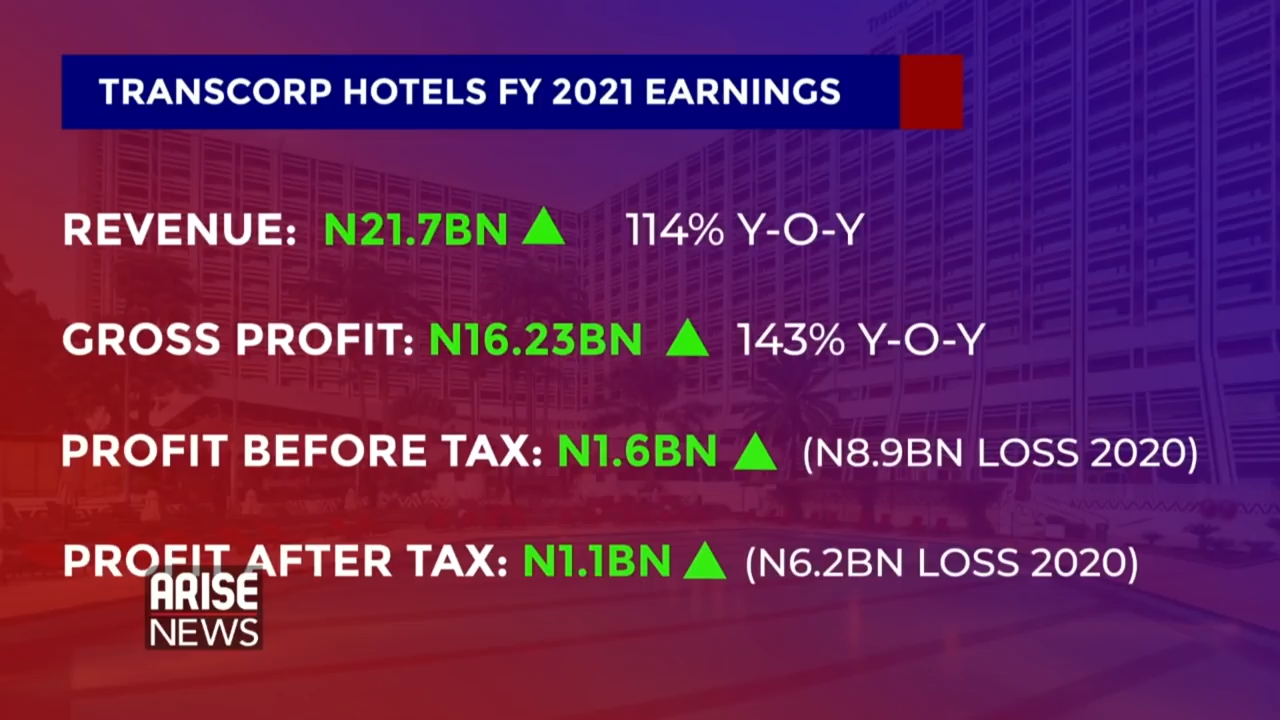 TRANSCORP HOTELS FY 2021 EARNINGS
REVENUE: N21.7BN ▲ 114% Y-O-Y
GROSS PROFIT: N16.23BN ▲ 143% Y-O-Y
PROFIT BEFORE TAX: N1.6BN ▲ (N8.9BN LOSS 2020)
PROFIT AFTER TAX: N1.1BN ▲ (N6.2BN LOSS 2020)
ARISE
NEWS